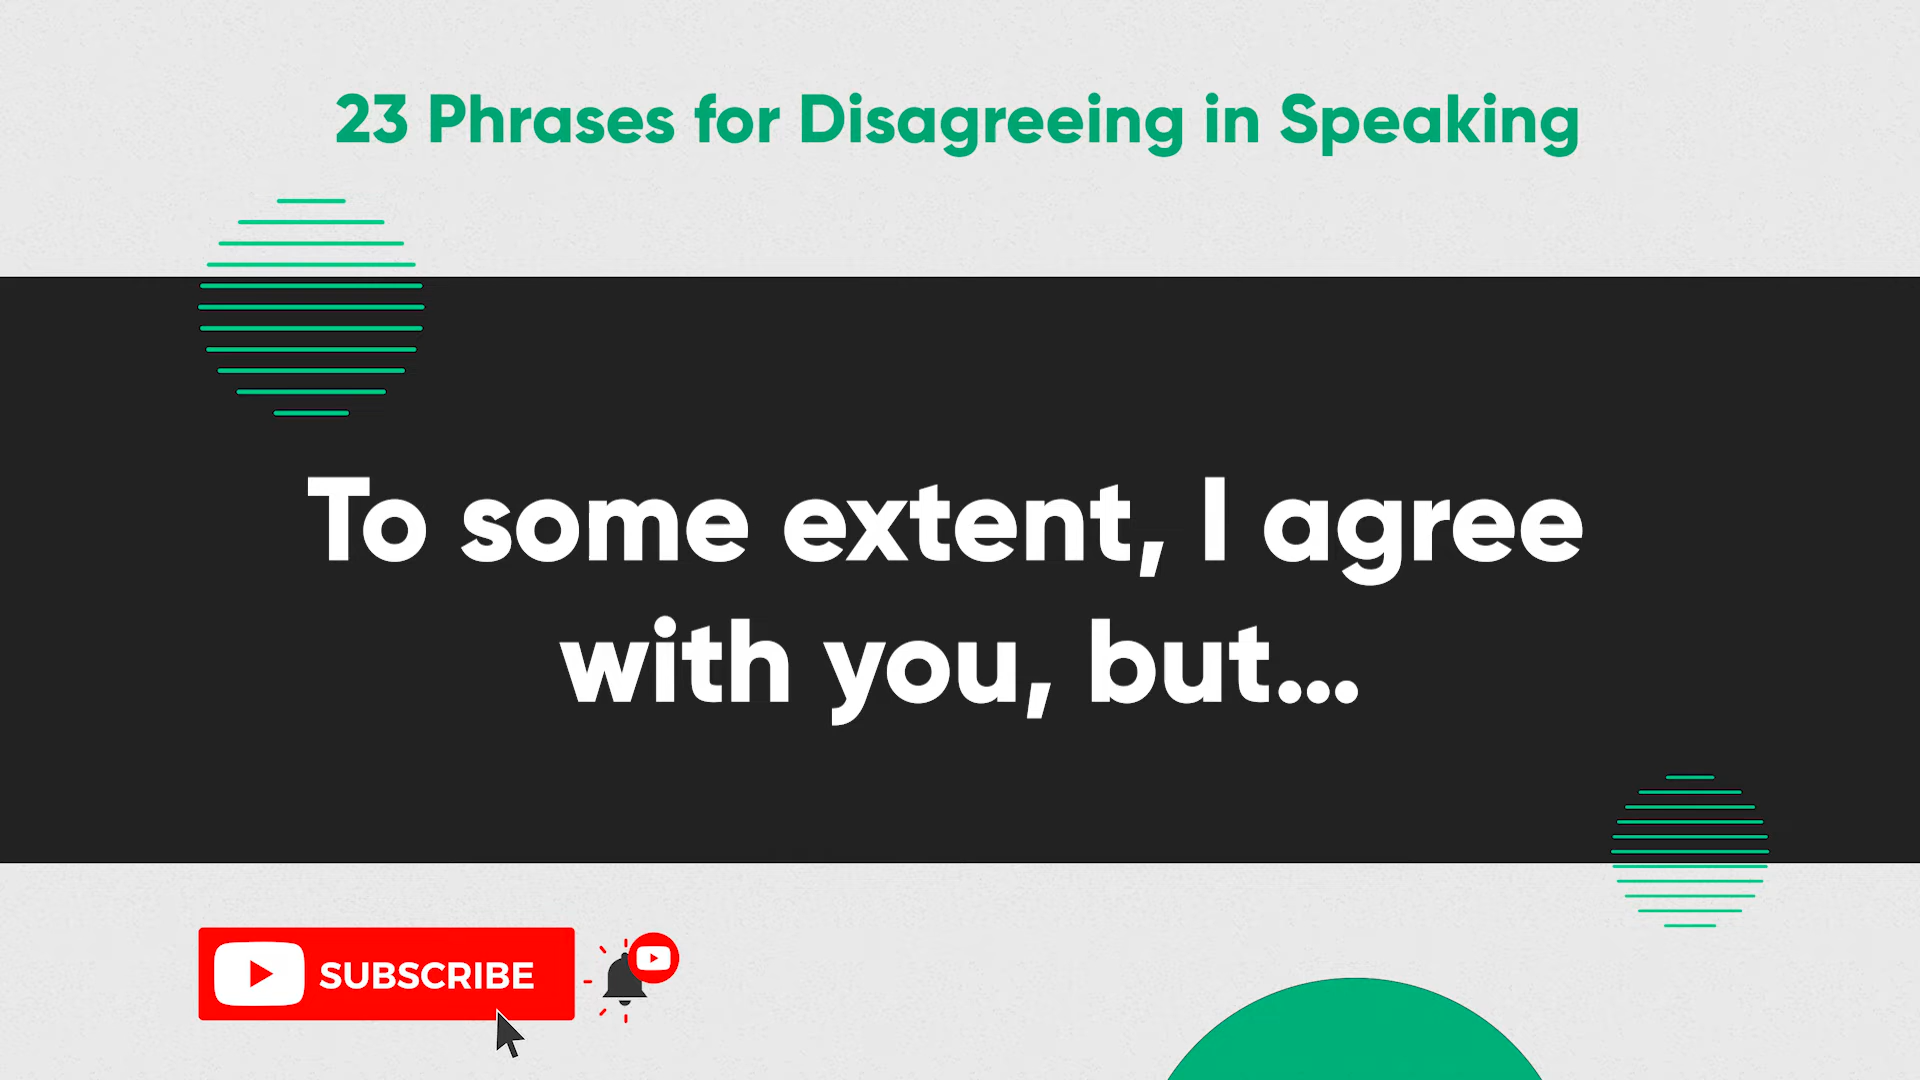 23 Phrases for Disagreeing in Speaking
To some extent, I agree
with you, but...
SUBSCRIBE